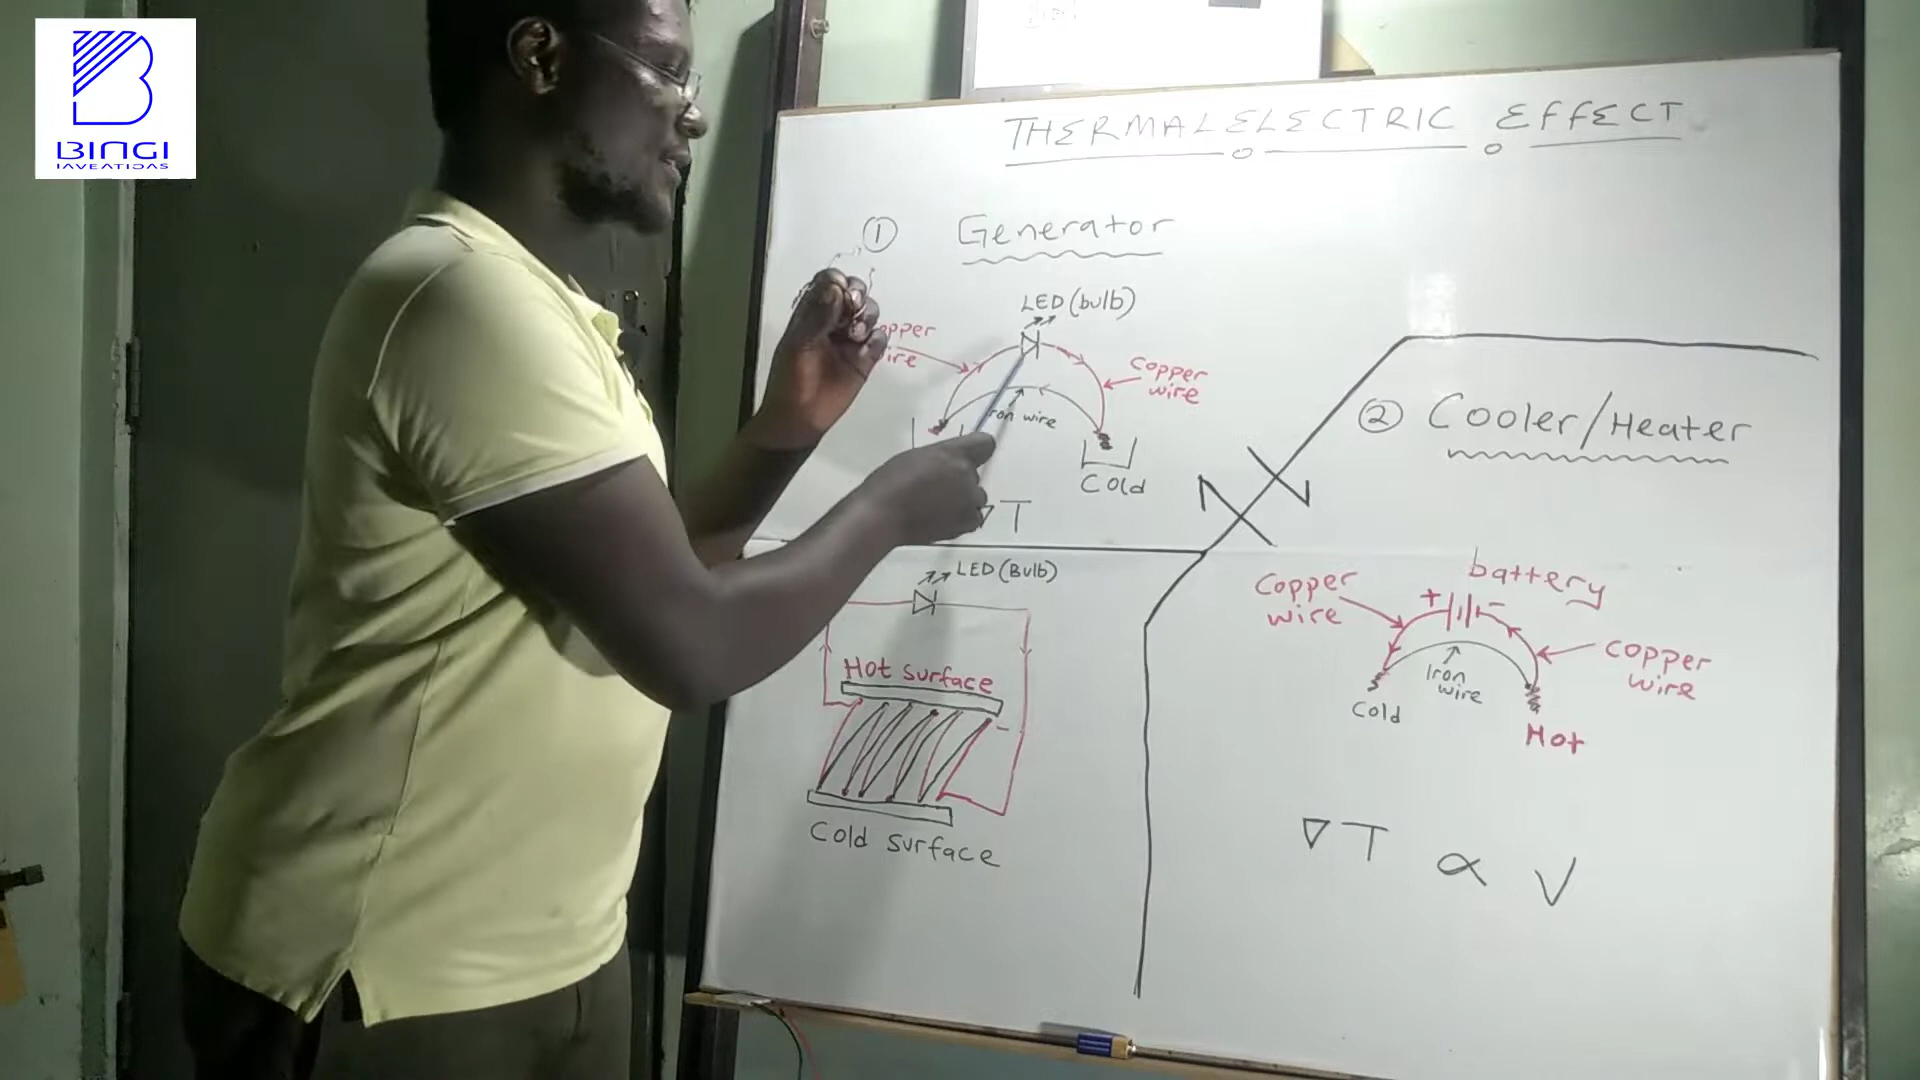 BINGI
IAVEATIDAS
THERMALELECTRIC EFFECT
① Generator
LED (bulb)
copper
wire
Iron wire
Cold
∇T
LED (Bulb)
Hot surface
Cold surface
② Cooler/Heater
battery
Copper
wire
+ -
Iron
wire
copper
wire
Cold
Hot
∇T ∝ V